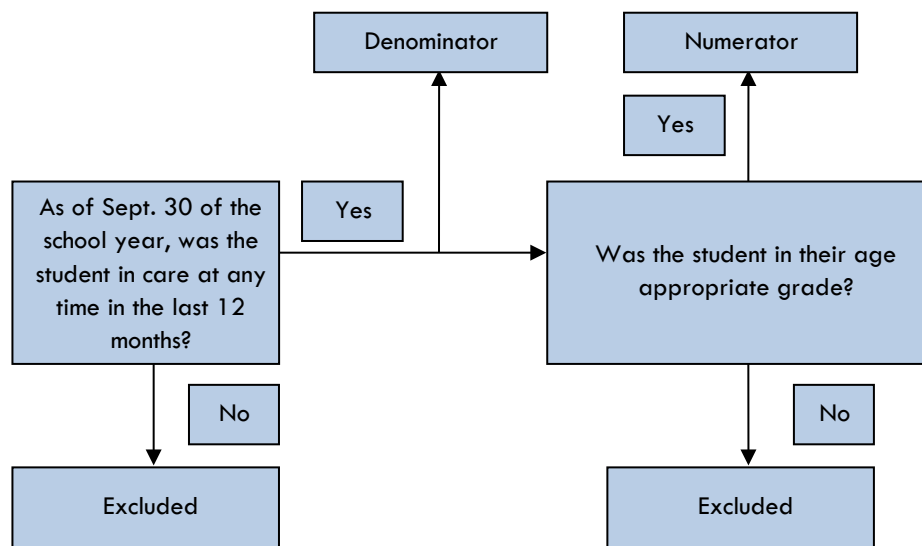 Denominator
Numerator
Yes
As of Sept. 30 of the
school year, was the
student in care at any
time in the last 12
months?
Yes
Was the student in their age
appropriate grade?
No
No
Excluded
Excluded